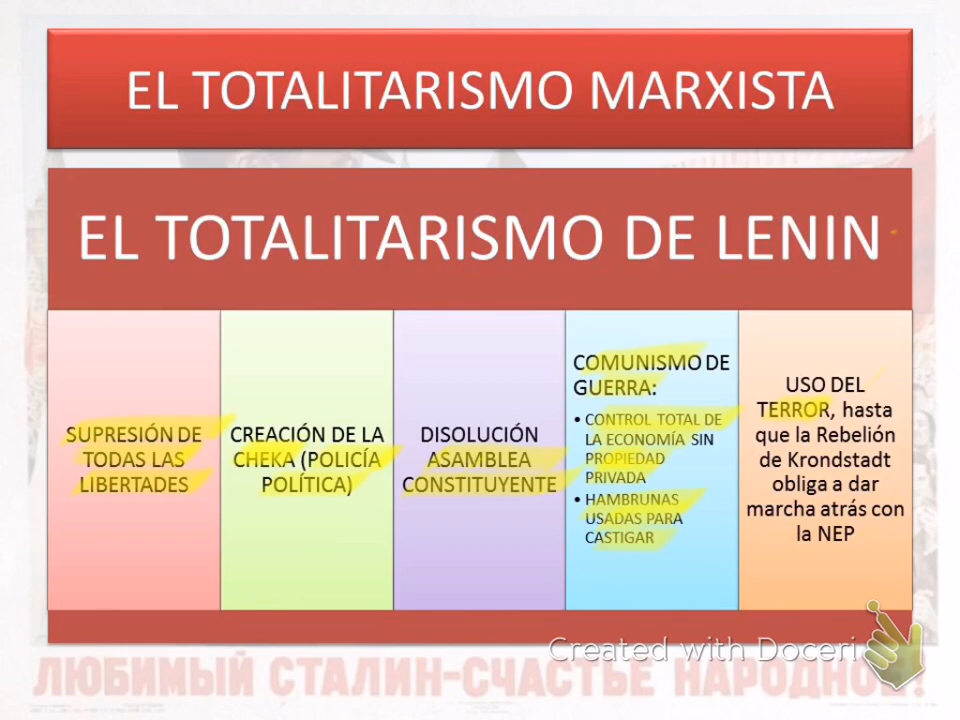 EL TOTALITARISMO MARXISTA
EL TOTALITARISMO DE LENIN
SUPRESIÓN DE
TODAS LAS
LIBERTADES
CREACIÓN DE LA
CHEKA (POLICÍA
POLÍTICA)
DISOLUCIÓN
ASAMBLEA
CONSTITUYENTE
COMUNISMO DE
GUERRA:
• CONTROL TOTAL DE
LA ECONOMÍA SIN
PROPIEDAD
PRIVADA
• HAMBRUNAS
USADAS PARA
CASTIGAR
USO DEL
TERROR, hasta
que la Rebelión
de Krondstadt
obliga a dar
marcha atrás con
la NEP
Created with Doceri
ЛЮБИМЫЙ СТАЛИН-СЧАСТЬЕ НАРОДНОЕ!